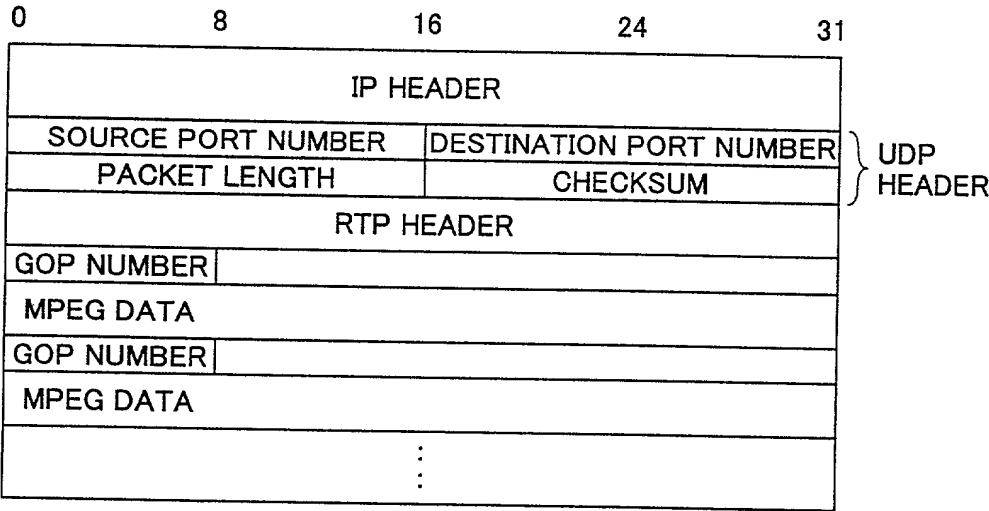 0 8 16 24 31
IP HEADER
SOURCE PORT NUMBER DESTINATION PORT NUMBER
PACKET LENGTH CHECKSUM
UDP
HEADER
RTP HEADER
GOP NUMBER
MPEG DATA
GOP NUMBER
MPEG DATA